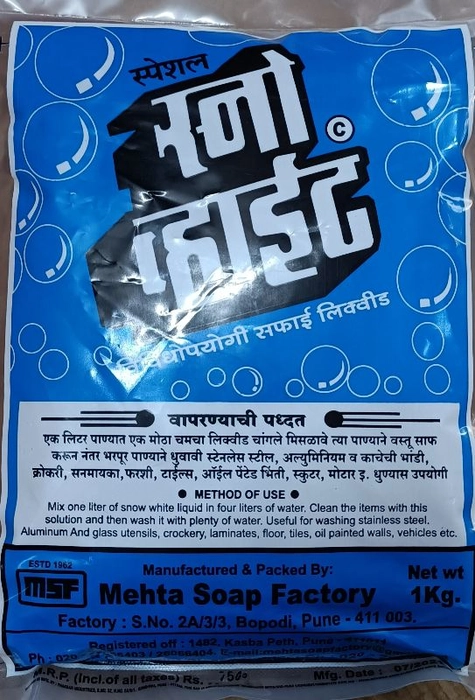 स्पेशल
स्नो
व्हाईट
©
विविधोपयोगी सफाई लिक्वीड
वापरण्याची पध्दत
एक लिटर पाण्यात एक मोठा चमचा लिक्वीड चांगले मिसळावे त्या पाण्याने वस्तू साफ
करून नंतर भरपूर पाण्याने धुवावी स्टेनलेस स्टील, अल्युमिनियम व काचेची भांडी,
क्रोकरी, सनमायका, फरशी, टाईल्स, ऑईल पेंटेड भिंती, स्कुटर, मोटार इ. धुण्यास उपयोगी
● METHOD OF USE ●
Mix one liter of snow white liquid in four liters of water. Clean the items with this
solution and then wash it with plenty of water. Useful for washing stainless steel.
Aluminum And glass utensils, crockery, laminates, floor, tiles, oil painted walls, vehicles etc.
ESTD 1962
MSF
Manufactured & Packed By:
Mehta Soap Factory
Net wt
1Kg.
Factory : S.No. 2A/3/3, Bopodi, Pune - 411 003.
Registered off : 1482, Kasba Peth, Pune -
Ph : 020 -
M.R.P. (Incl.of all taxes) Rs.
Mfg. Date :